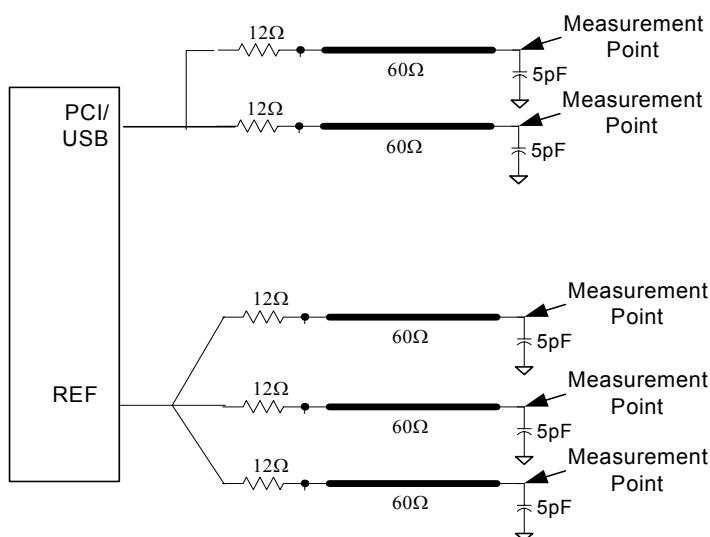 12Ω
Measurement
Point
60Ω
5pF
PCI/
USB
12Ω
Measurement
Point
60Ω
5pF
12Ω
Measurement
Point
60Ω
5pF
REF
12Ω
Measurement
Point
60Ω
5pF
12Ω
Measurement
Point
60Ω
5pF